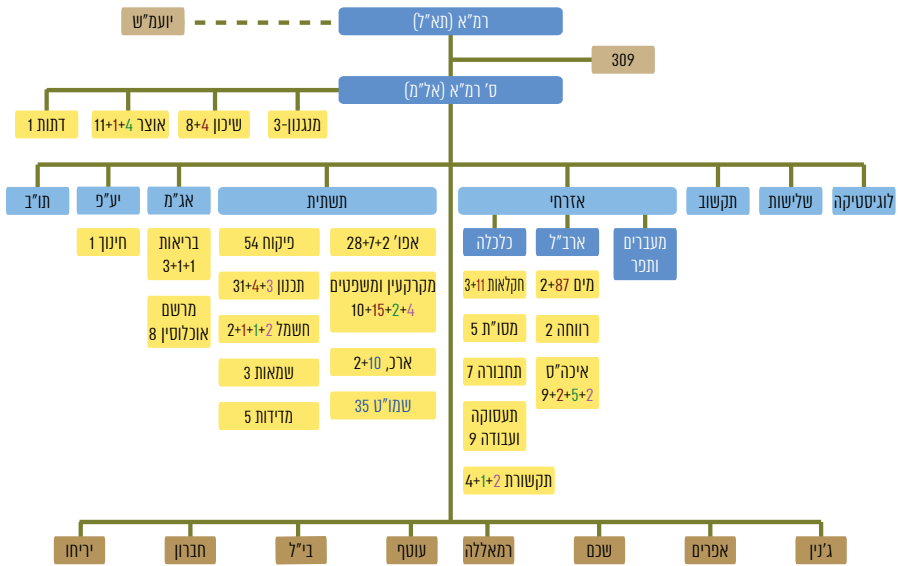 רמ"א (תא"ל)
יועמ"ש
309
ס' רמ"א (אל"מ)
מנגנון-3
שיכון 4+8
אוצר 4+1+11
דתות 1
לוגיסטיקה
שלישות
תקשוב
אזרחי
תשתית
אג"מ
יע"פ
תו"ב
מעברים
ותפר
ארב"ל
מים 87+2
רווחה 2
איכה"ס
2+5+2+9
כלכלה
חקלאות 11+3
מסו"ת 5
תחבורה 7
תעסוקה
ועבודה 9
תקשורת 2+1+4
אפו' 2+7+28
מקרקעין ומשפטים
4+2+15+10
ארכ, 10+2
שמו"ט 35
פיקוח 54
תכנון 3+4+31
חשמל 2+1+1+2
שמאות 3
מדידות 5
בריאות
1+1+3
מרשם
אוכלוסין 8
חינוך 1
ג'נין
אפרים
שכם
רמאללה
עוטף
בי"ל
חברון
יריחו